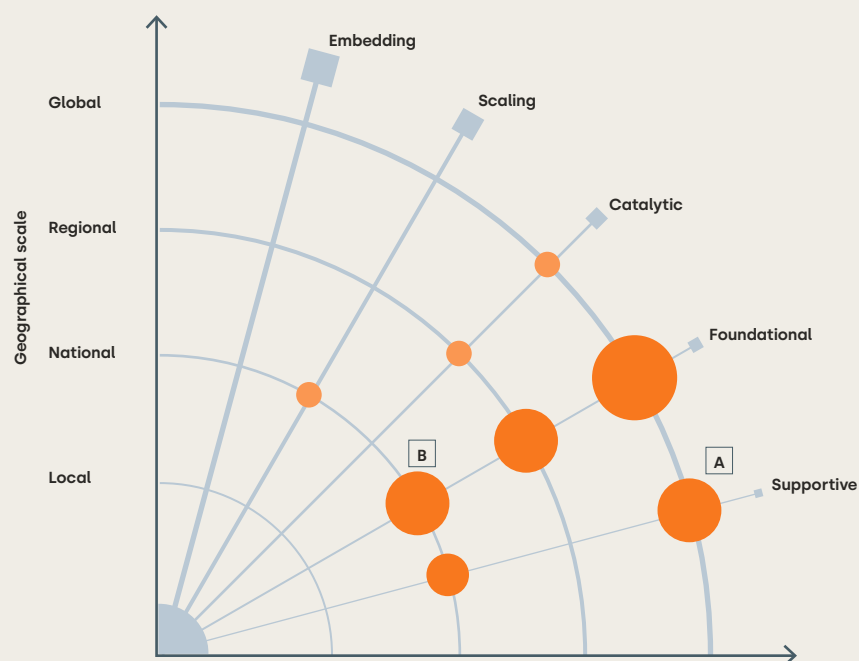 Embedding
Scaling
Global
Catalytic
Regional
Geographical scale
Foundational
National
B
A
Local
Supportive